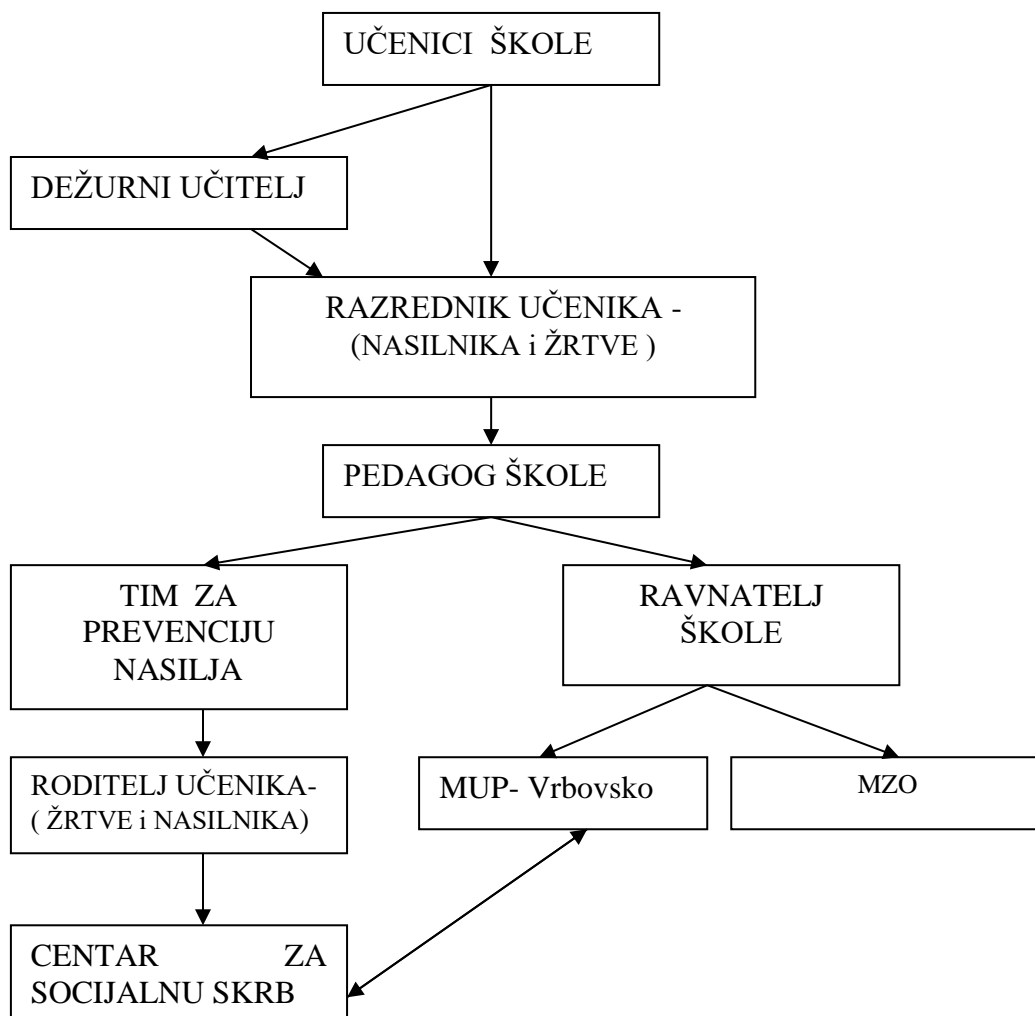 UČENICI ŠKOLE
DEŽURNI UČITELJ
RAZREDNIK UČENIKA -
(NASILNIKA i ŽRTVE )
PEDAGOG ŠKOLE
TIM ZA
PREVENCIJU
NASILJA
RAVNATELJ
ŠKOLE
RODITELJ UČENIKA-
( ŽRTVE i NASILNIKA)
MUP- Vrbovsko
MZO
CENTAR ZA
SOCIJALNU SKRB